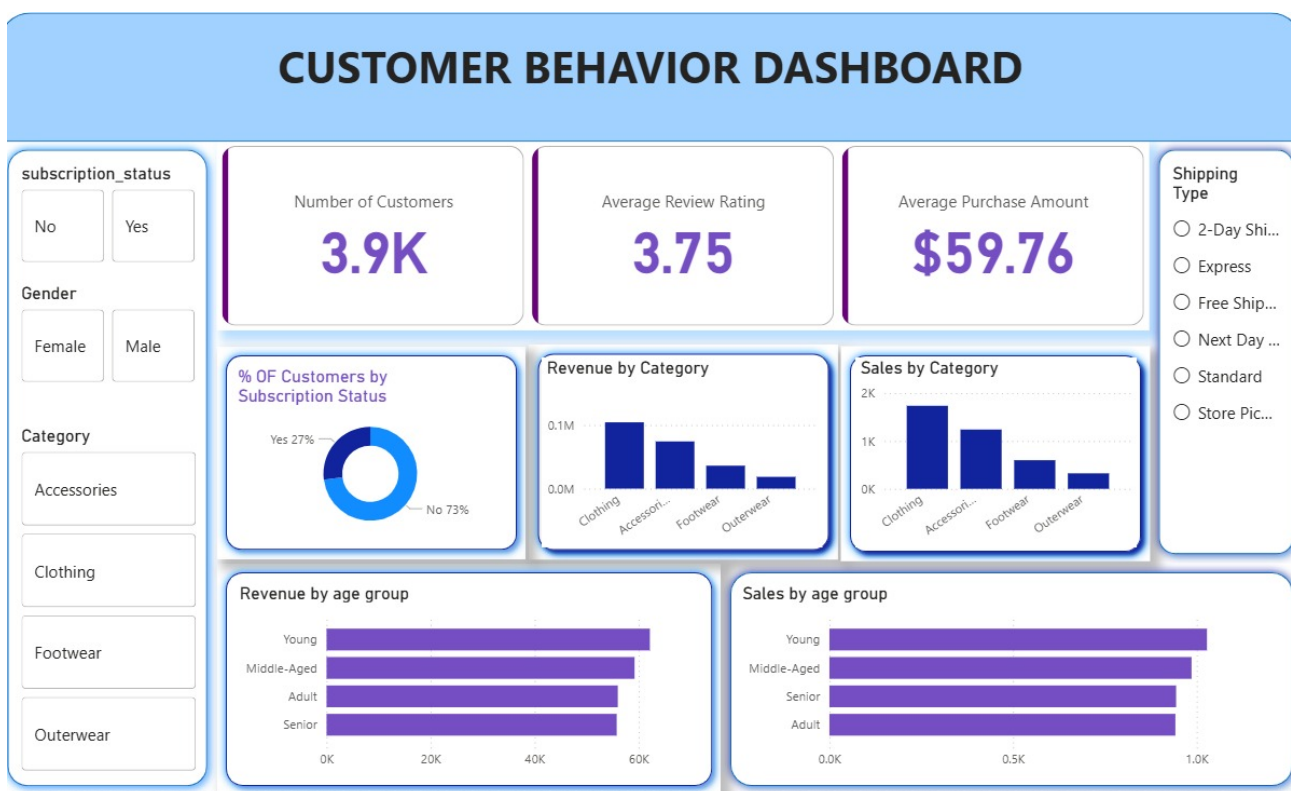 CUSTOMER BEHAVIOR DASHBOARD
subscription_status
No
Yes
Gender
Female
Male
Category
Accessories
Clothing
Footwear
Outerwear
Number of Customers
3.9K
Average Review Rating
3.75
Average Purchase Amount
$59.76
Shipping
Type
2-Day Shi...
Express
Free Ship...
Next Day ...
Standard
Store Pic...
% OF Customers by
Subscription Status
Yes 27%
No 73%
Revenue by Category
0.1M
0.0M
Clothing
Accessori...
Footwear
Outerwear
Sales by Category
2K
1K
0K
Clothing
Accessori...
Footwear
Outerwear
Revenue by age group
Young
Middle-Aged
Adult
Senior
0K
20K
40K
60K
Sales by age group
Young
Middle-Aged
Senior
Adult
0.0K
0.5K
1.0K